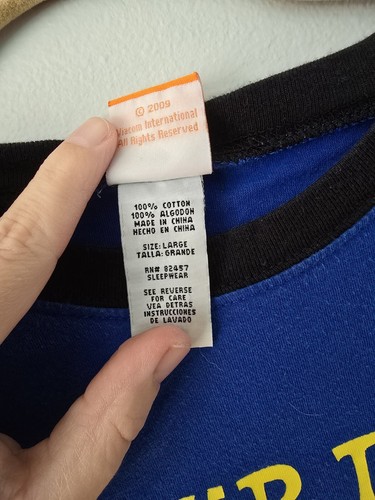 © 2009
Viacom International
All Rights Reserved
100% COTTON
100% ALGODON
MADE IN CHINA
HECHO EN CHINA
SIZE: LARGE
TALLA: GRANDE
RN# 82457
SLEEPWEAR
SEE REVERSE
FOR CARE
VEA DETRAS
INSTRUCCIONES
DE LAVADO